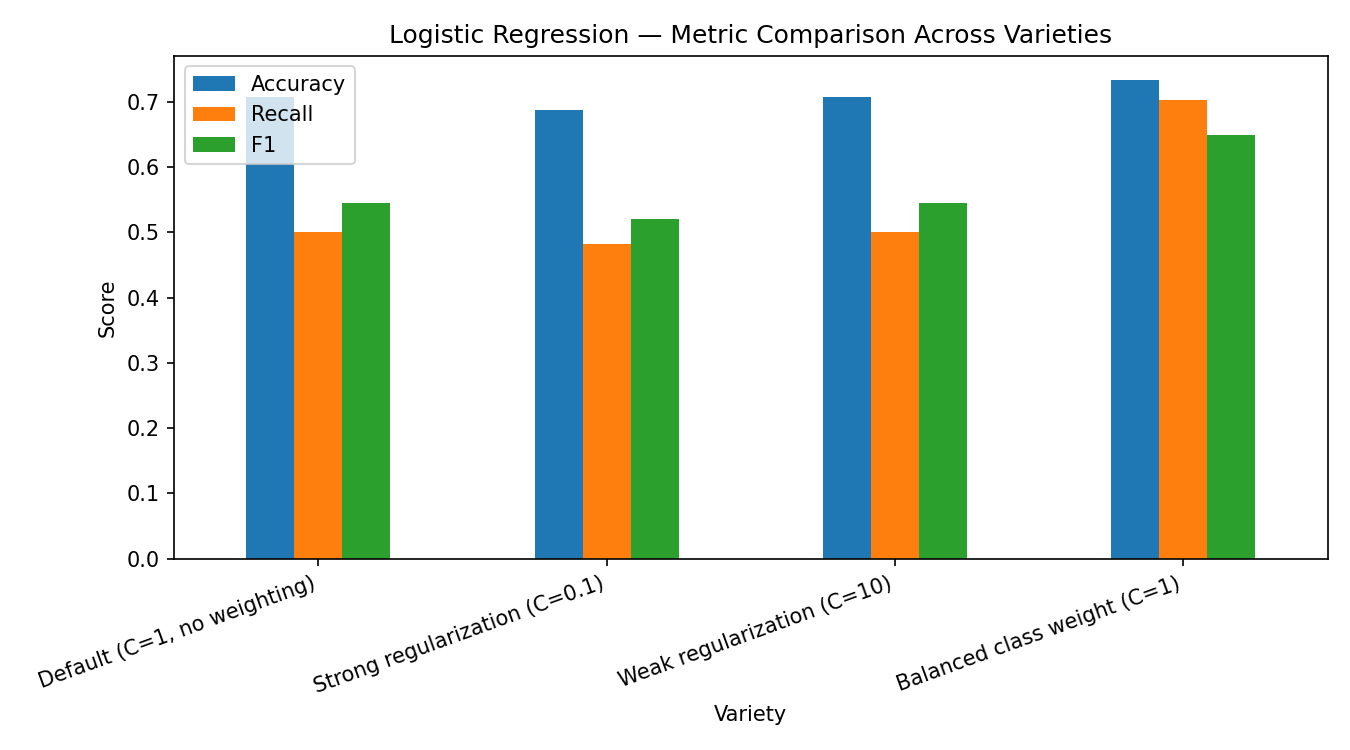 Logistic Regression — Metric Comparison Across Varieties
Accuracy
Recall
F1
Score
0.7
0.6
0.5
0.4
0.3
0.2
0.1
0.0
Default (C=1, no weighting)
Strong regularization (C=0.1)
Weak regularization (C=10)
Balanced class weight (C=1)
Variety